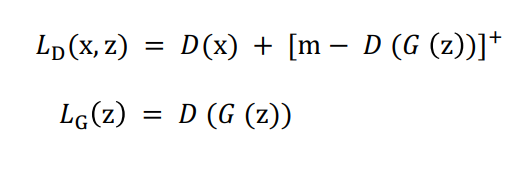 L_D(x, z) = D(x) + [m − D (G (z))]⁺
L_G(z) = D (G (z))